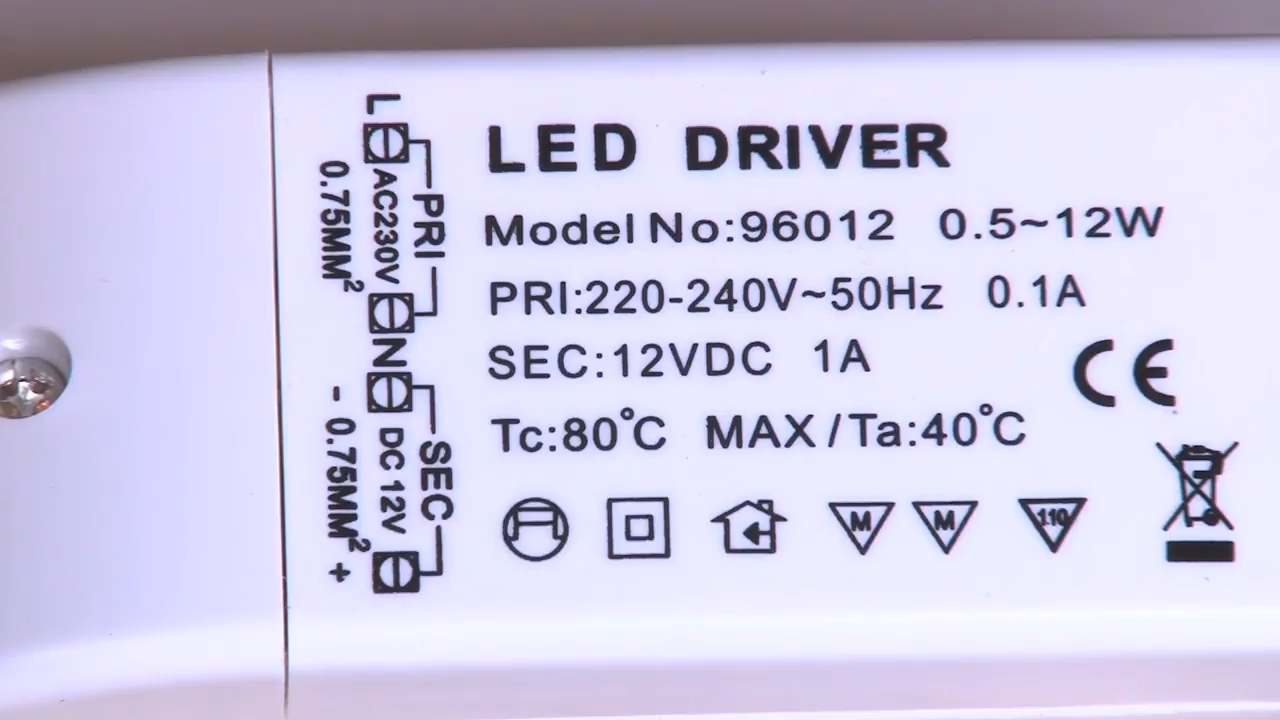 LED DRIVER
Model No:96012 0.5~12W
PRI:220-240V~50Hz 0.1A
SEC:12VDC 1A
Tc:80°C MAX/Ta:40°C
CE
M M 110
L AC230V N DC 12V
PRI SEC
0.75MM² - 0.75MM² +